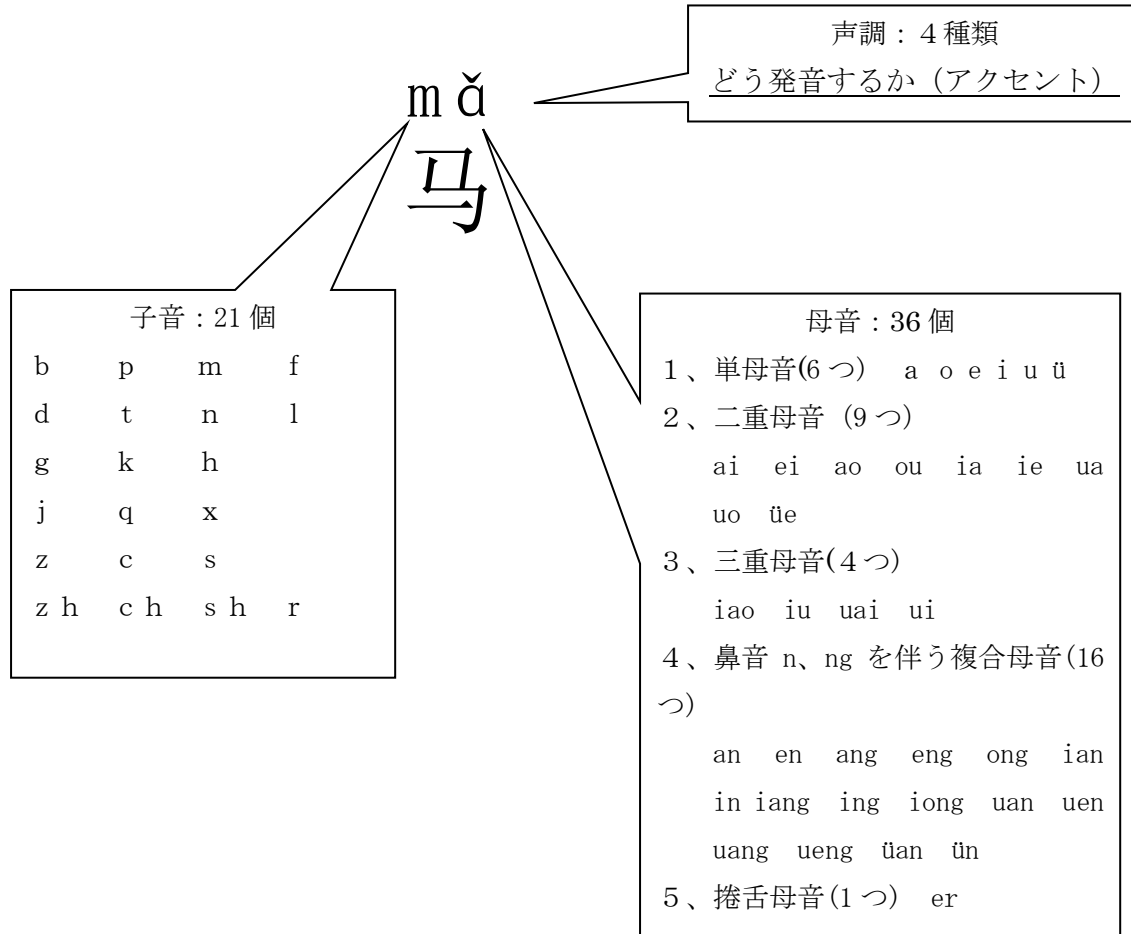 声調：４種類
どう発音するか（アクセント）
mǎ
马
子音：21個
b p m f
d t n l
g k h
j q x
z c s
zh ch sh r
母音：36個
１、単母音(6つ) a o e i u ü
２、二重母音 (9つ)
ai ei ao ou ia ie ua
uo üe
３、三重母音(４つ)
iao iu uai ui
４、鼻音 n、ng を伴う複合母音(16
つ)
an en ang eng ong ian
in iang ing iong uan uen
uang ueng üan ün
５、捲舌母音(1つ) er